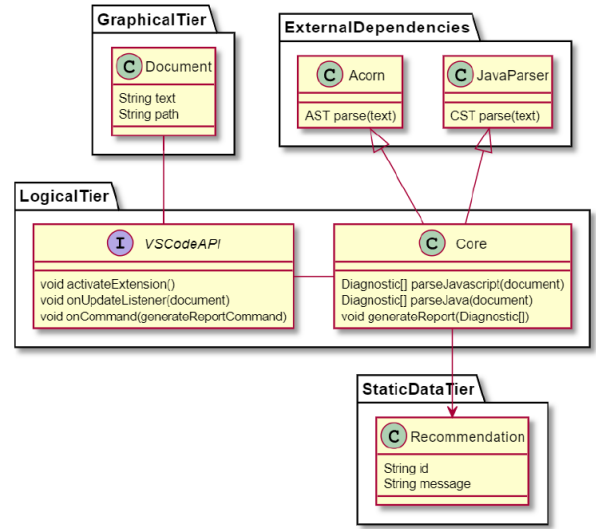 GraphicalTier
C Document
String text
String path
ExternalDependencies
C Acorn
AST parse(text)
C JavaParser
CST parse(text)
LogicalTier
I VSCodeAPI
void activateExtension()
void onUpdateListener(document)
void onCommand(generateReportCommand)
C Core
Diagnostic[] parseJavascript(document)
Diagnostic[] parseJava(document)
void generateReport(Diagnostic[])
StaticDataTier
C Recommendation
String id
String message